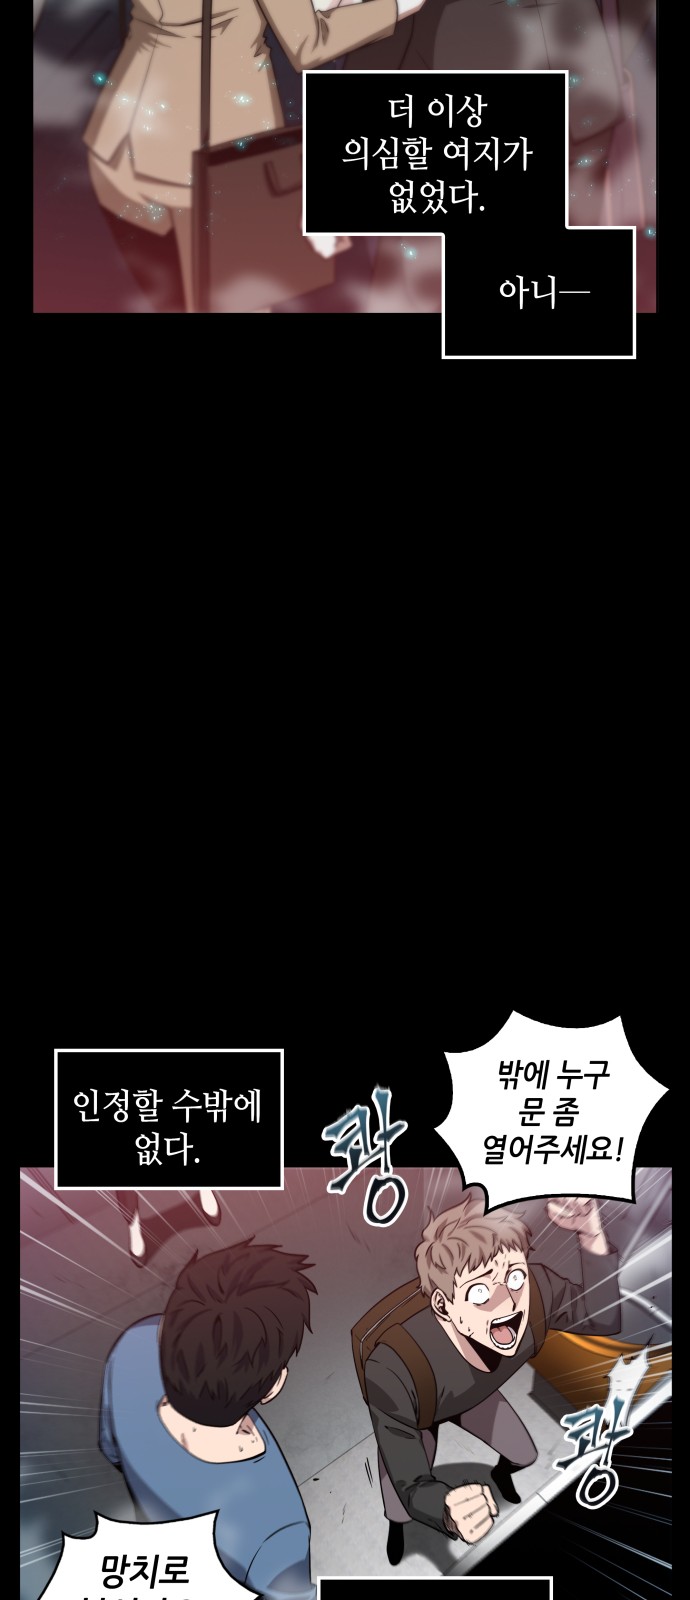 더 이상
의심할 여지가
없었다.
아니—
인정할 수밖에
없다.
밖에 누구
문 좀
열어주세요!
쾅
쾅
망치로